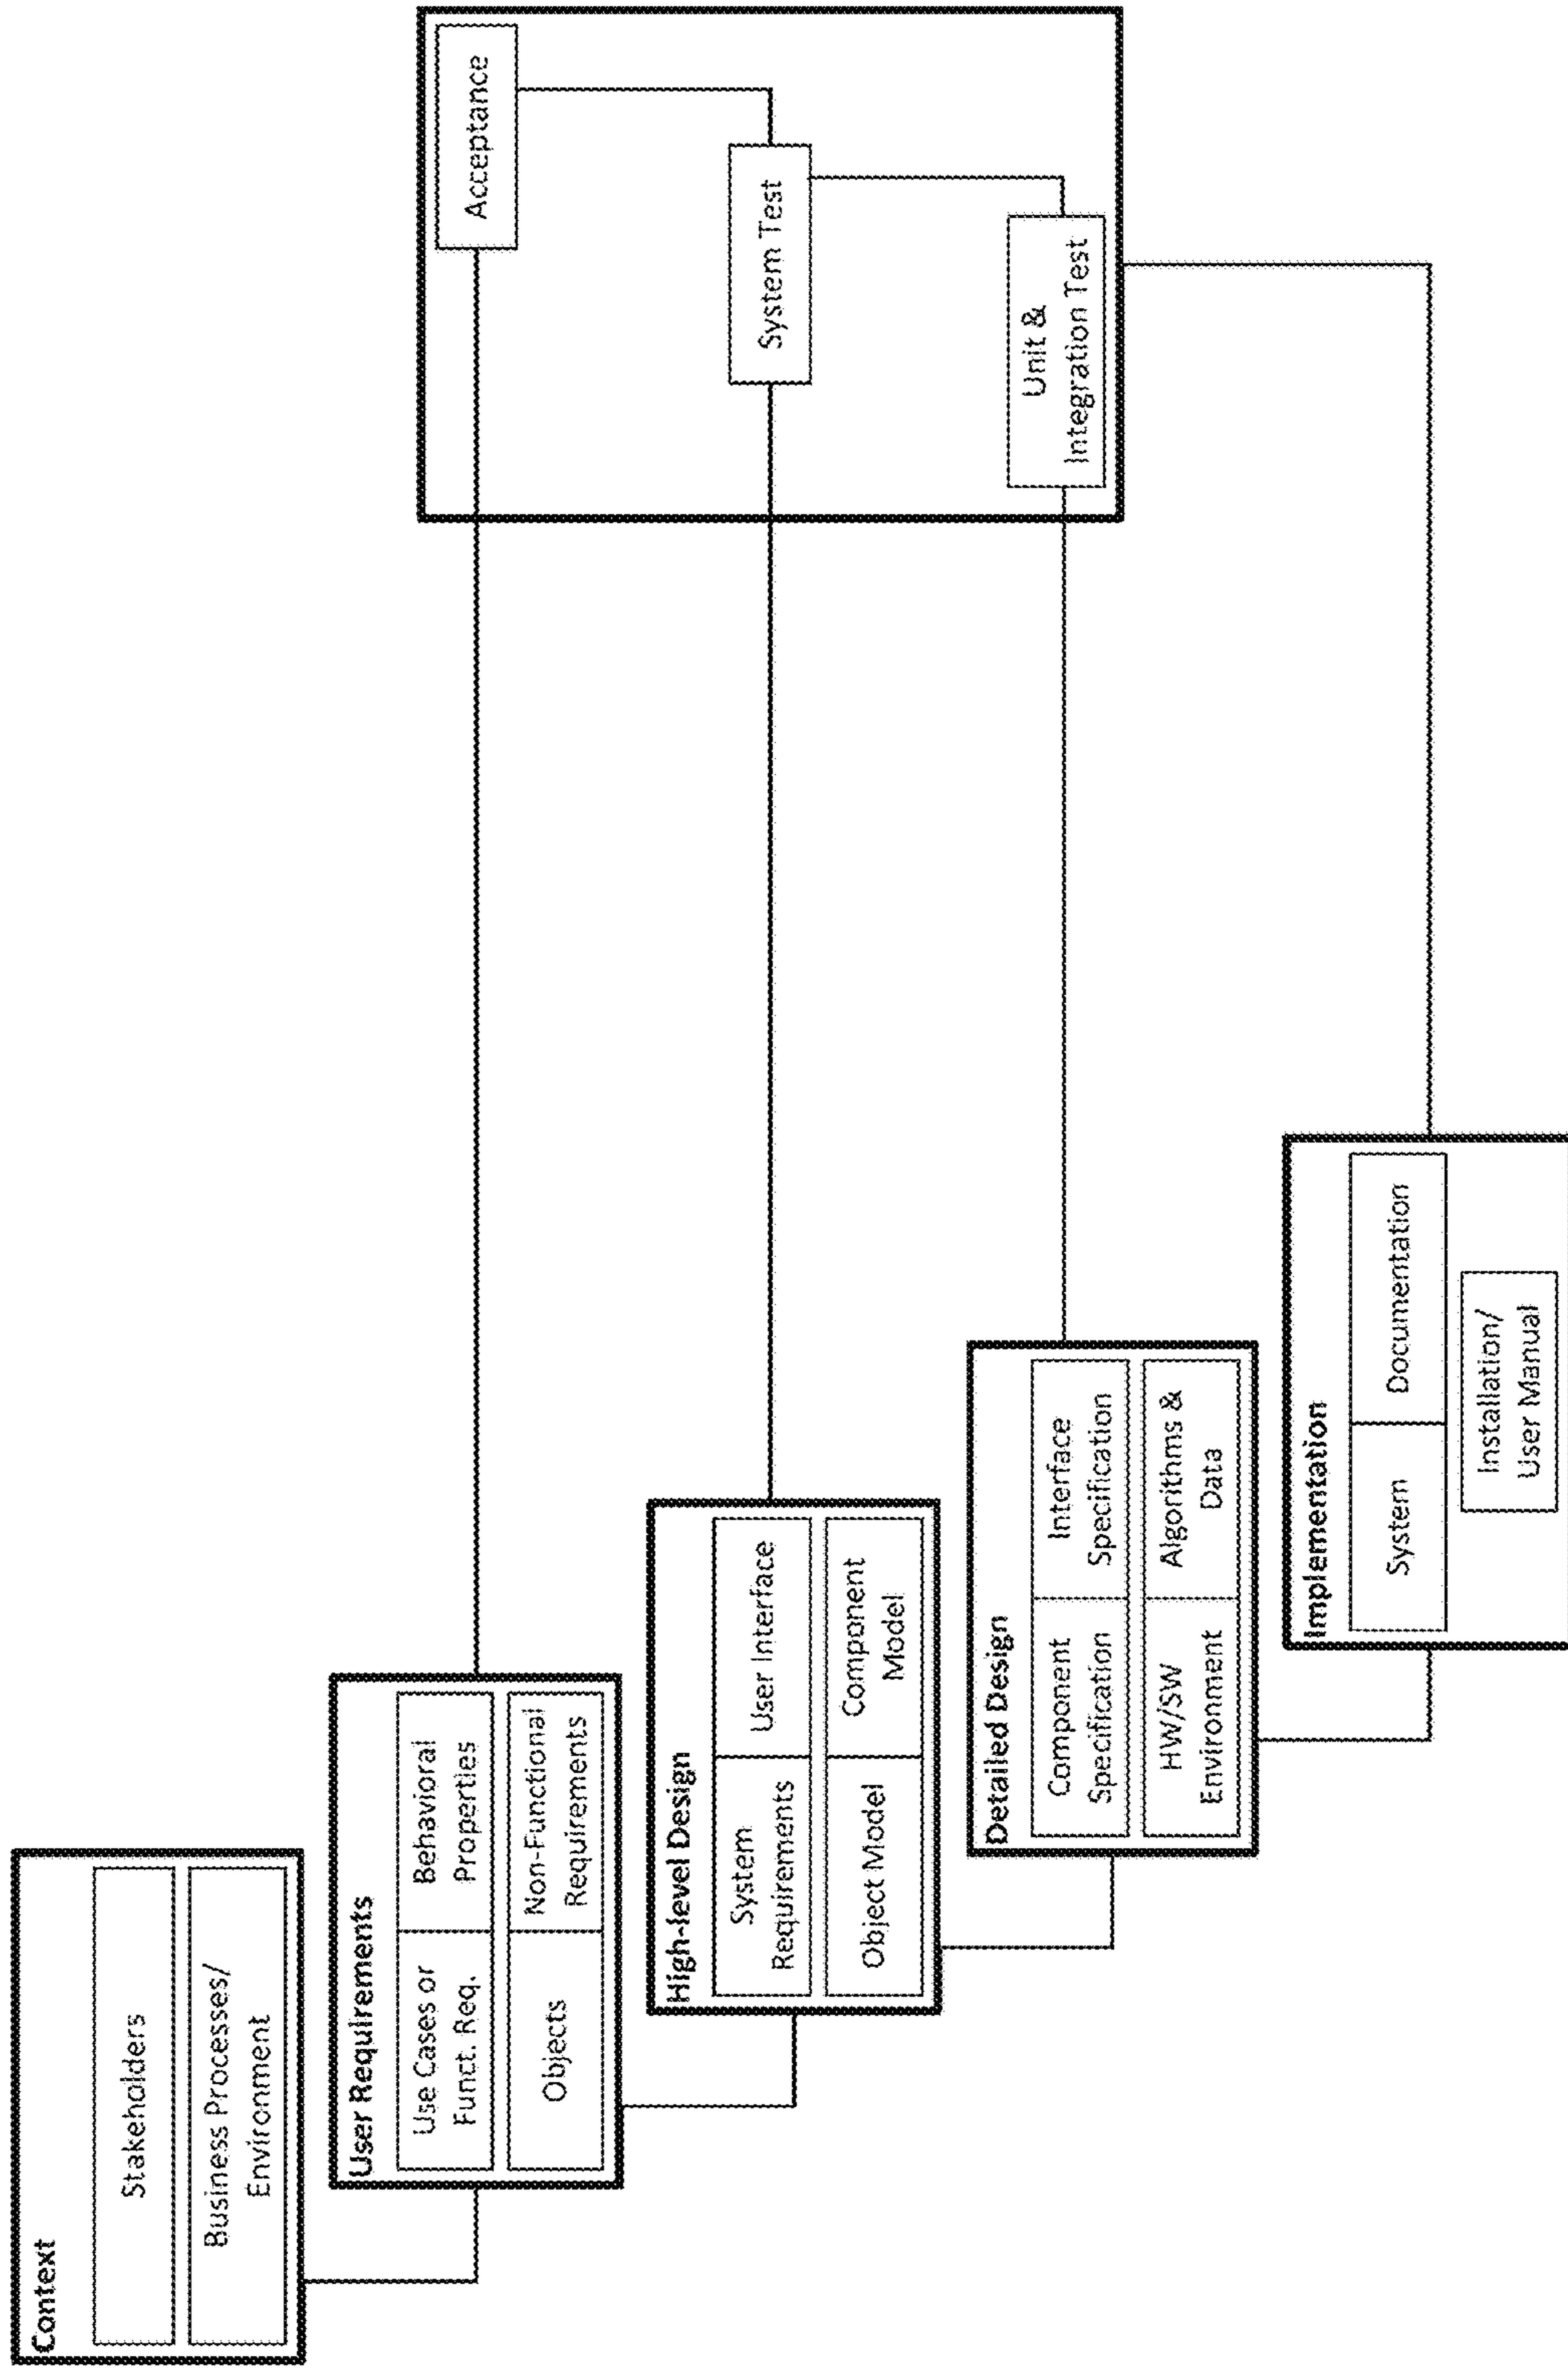 Context
Stakeholders
Business Processes/
Environment
User Requirements
Use Cases or
Funct. Req.
Behavioral
Properties
Objects
Non-Functional
Requirements
High-level Design
System
Requirements
User Interface
Object Model
Component
Model
Detailed Design
Component
Specification
Interface
Specification
HW/SW
Environment
Algorithms &
Data
Implementation
System
Documentation
Installation/
User Manual
Acceptance
System Test
Unit &
Integration Test